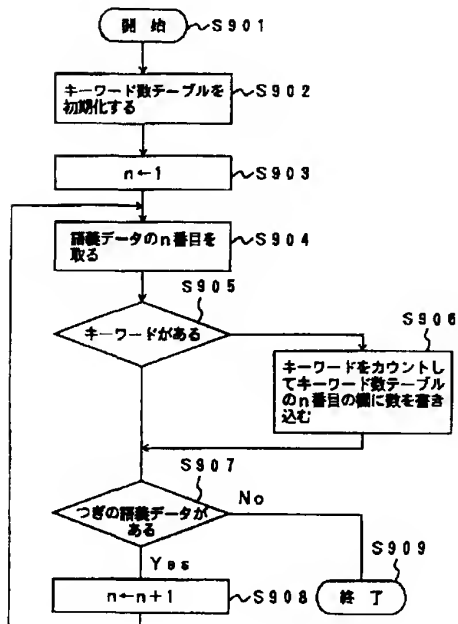 開始
S901
キーワード数テーブルを
初期化する
S902
n←1
S903
語義データのn番目を
取る
S904
S905
キーワードがある
S906
キーワードをカウントし
てキーワード数テーブル
のn番目の欄に数を書き
込む
S907
つぎの語義データが
ある
No
Yes
S909
n←n+1
S908
終了